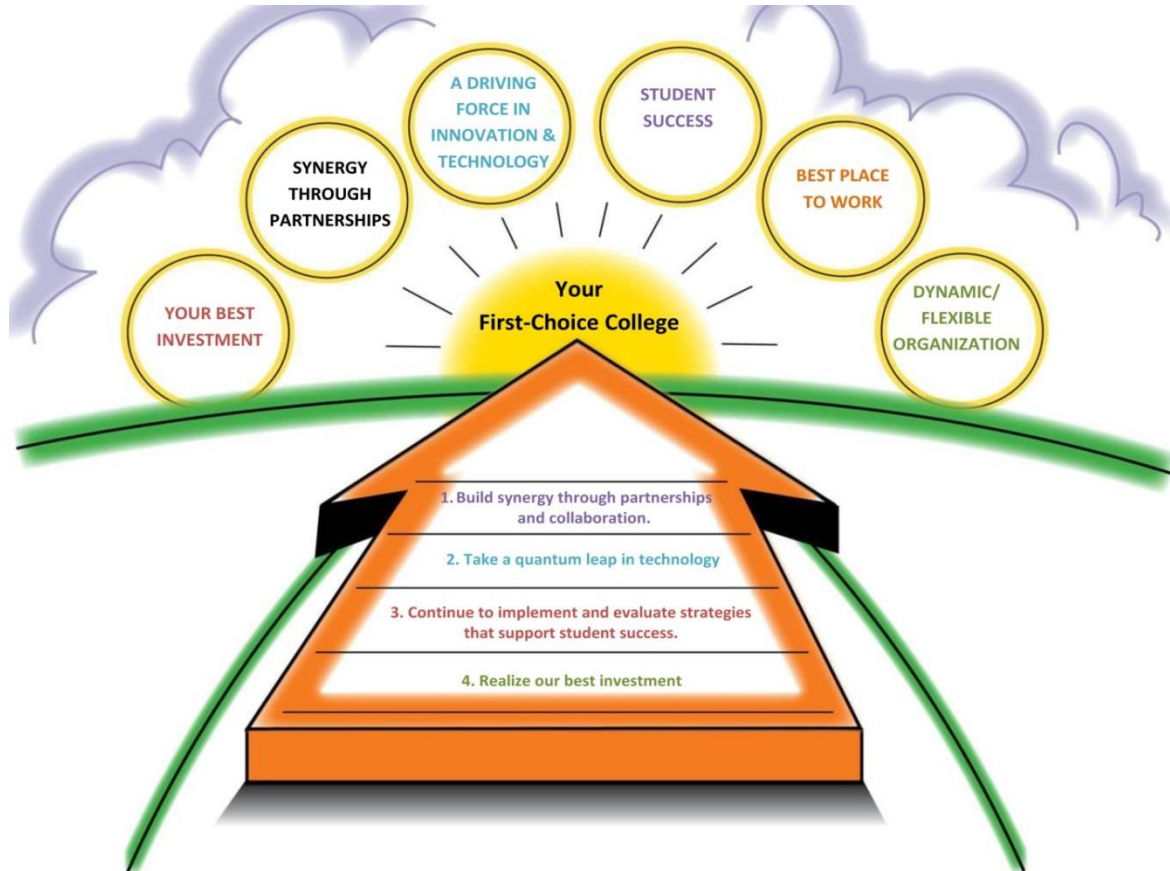 YOUR BEST
INVESTMENT
SYNERGY
THROUGH
PARTNERSHIPS
A DRIVING
FORCE IN
INNOVATION &
TECHNOLOGY
STUDENT
SUCCESS
BEST PLACE
TO WORK
DYNAMIC/
FLEXIBLE
ORGANIZATION
Your
First-Choice College
1. Build synergy through partnerships
and collaboration.
2. Take a quantum leap in technology
3. Continue to implement and evaluate strategies
that support student success.
4. Realize our best investment